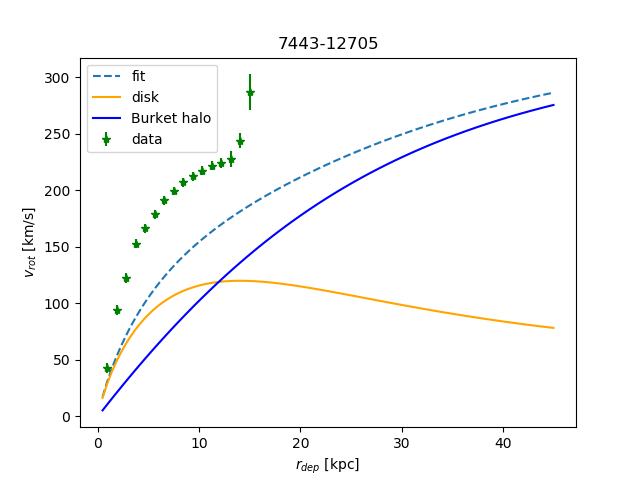 7443-12705
fit
disk
Burket halo
data
300
250
200
150
100
50
0
v_rot [km/s]
0 10 20 30 40
r_dep [kpc]